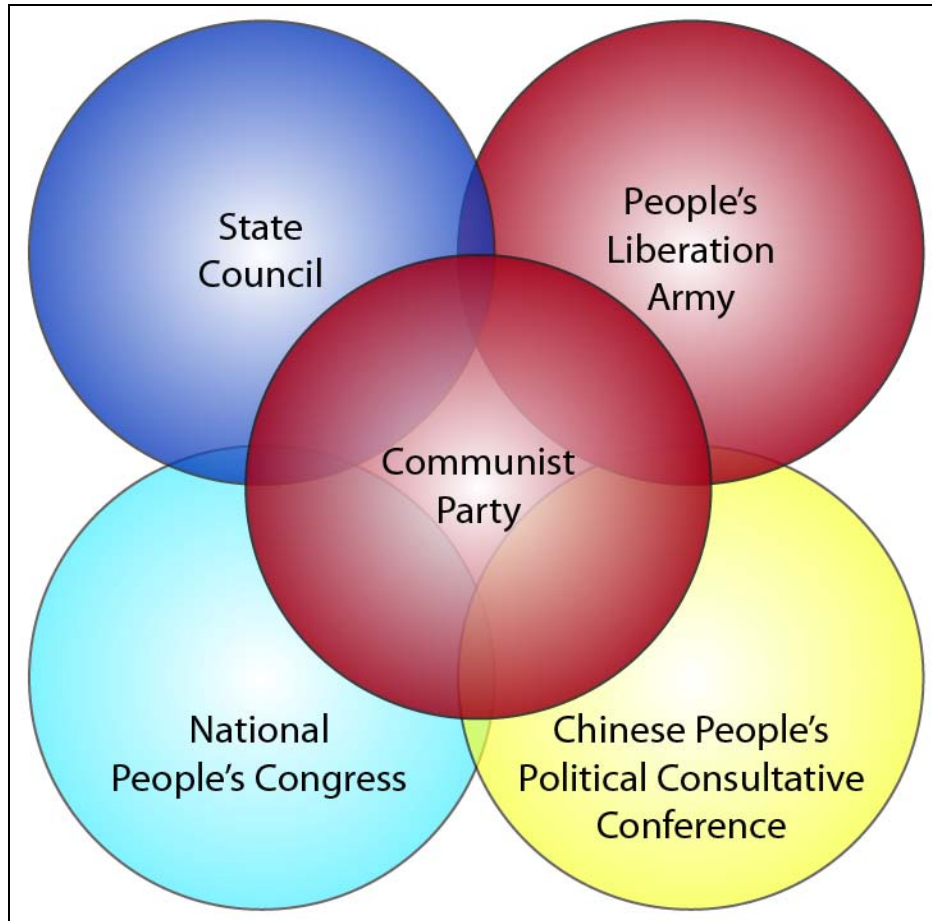 State
Council
People's
Liberation
Army
Communist
Party
National
People's Congress
Chinese People's
Political Consultative
Conference